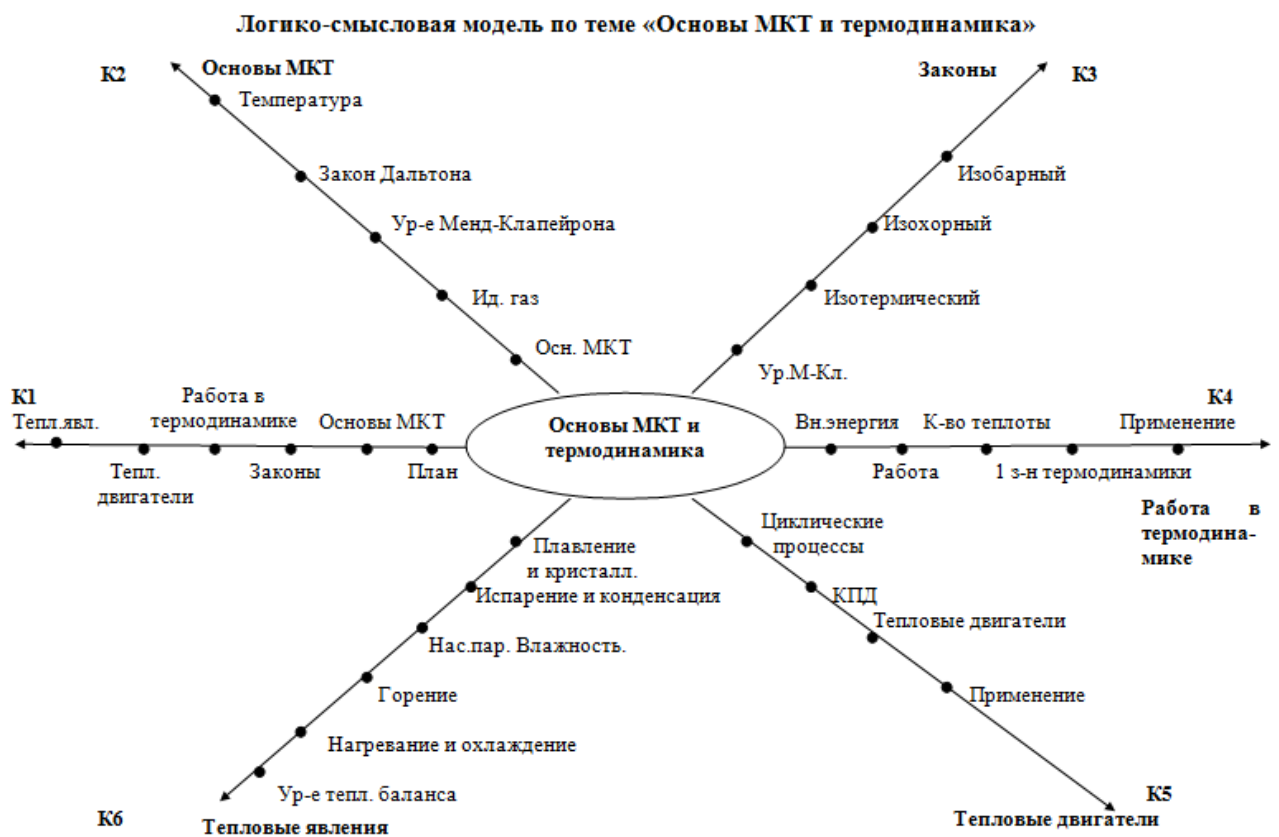 Логико-смысловая модель по теме «Основы МКТ и термодинамика»
К2
Основы МКТ
Температура
Закон Дальтона
Ур-е Менд-Клапейрона
Ид. газ
Осн. МКТ
Законы
К3
Изобарный
Изохорный
Изотермический
Ур.М-Кл.
К1
Тепл.явл.
Работа в
термодинамике
Основы МКТ
Тепл.
двигатели
Законы
План
Основы МКТ и
термодинамика
К4
Вн.энергия
К-во теплоты
Применение
Работа
1 з-н термодинамики
Работа в
термодина-
мике
Плавление
и кристалл.
Испарение и конденсация
Нас.пар. Влажность.
Горение
Нагревание и охлаждение
Ур-е тепл. баланса
К6
Тепловые явления
Циклические
процессы
КПД
Тепловые двигатели
Применение
К5
Тепловые двигатели